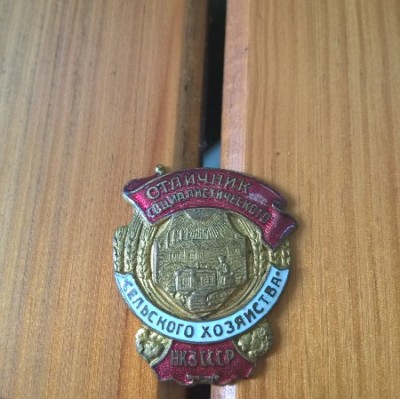 ОТЛИЧНИК
СОЦИАЛИСТИЧЕСКОГО
СЕЛЬСКОГО ХОЗЯЙСТВА
НКЗ СССР